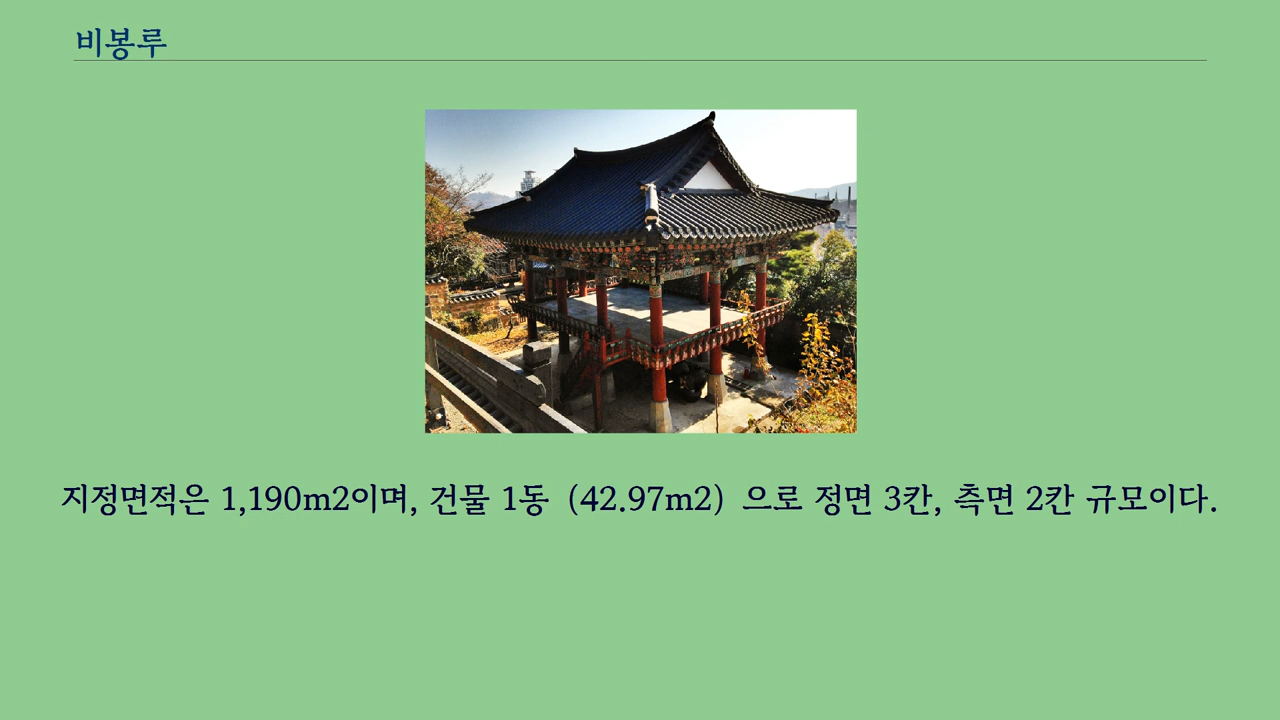 비봉루
지정면적은 1,190m2이며, 건물 1동 (42.97m2) 으로 정면 3칸, 측면 2칸 규모이다.